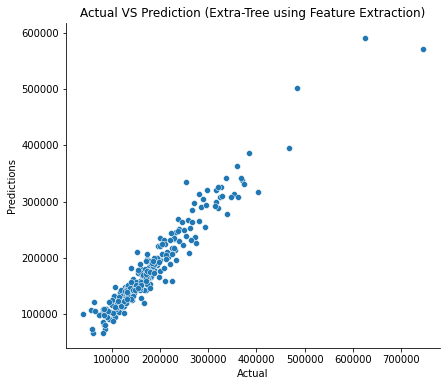 Actual VS Prediction (Extra-Tree using Feature Extraction)
600000
500000
400000
300000
200000
100000
Predictions
100000 200000 300000 400000 500000 600000 700000
Actual